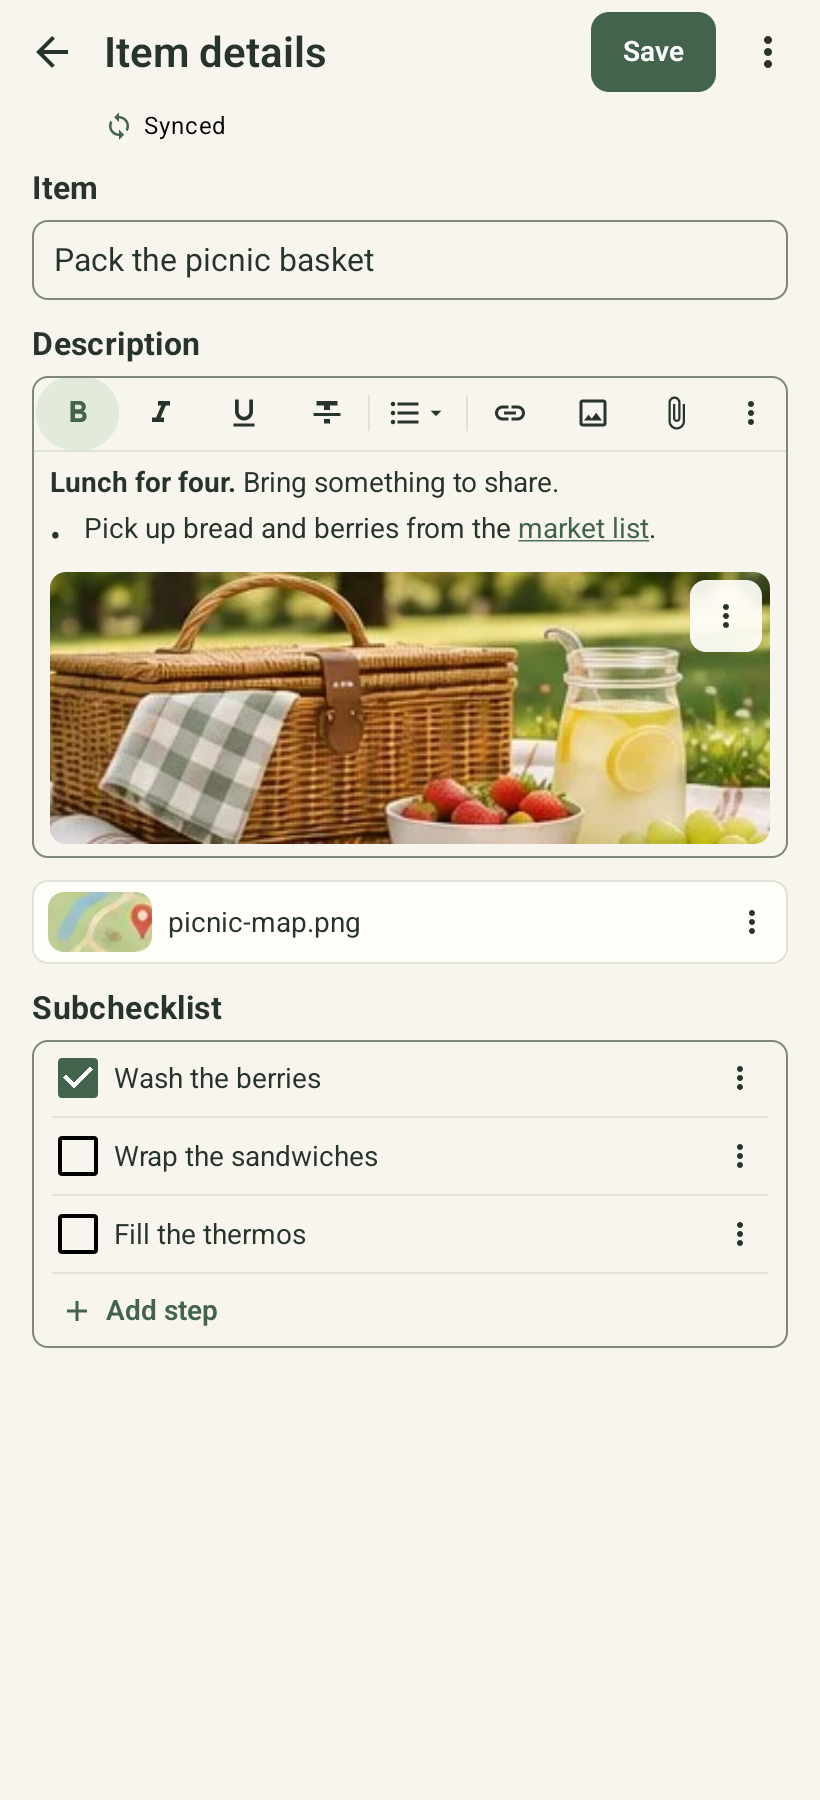 Item details
Save
Synced
Item
Pack the picnic basket
Description
B I U
Lunch for four. Bring something to share.
• Pick up bread and berries from the market list.
picnic-map.png
Subchecklist
Wash the berries
Wrap the sandwiches
Fill the thermos
+ Add step